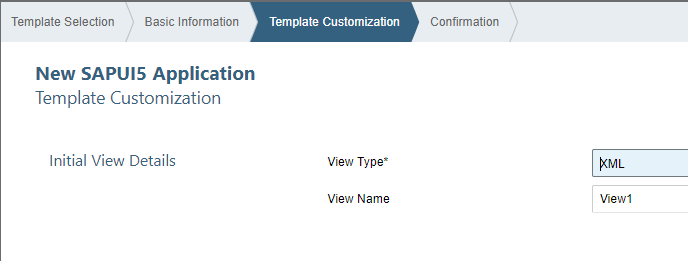 Template Selection Basic Information Template Customization Confirmation
New SAPUI5 Application
Template Customization
Initial View Details View Type* XML
View Name View1